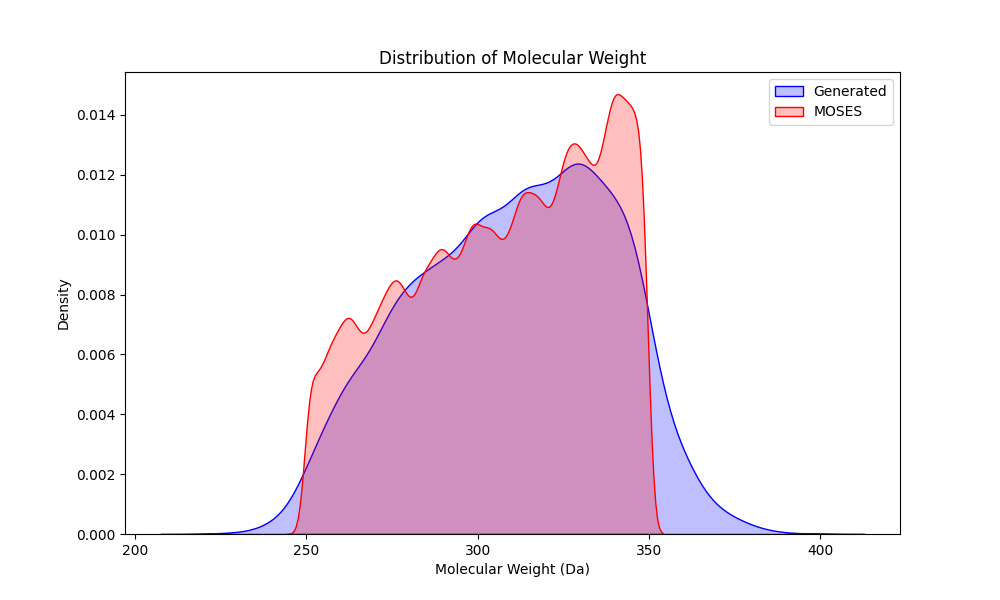 Distribution of Molecular Weight
Generated
MOSES
0.014
0.012
0.010
0.008
0.006
0.004
0.002
0.000
Density
200 250 300 350 400
Molecular Weight (Da)